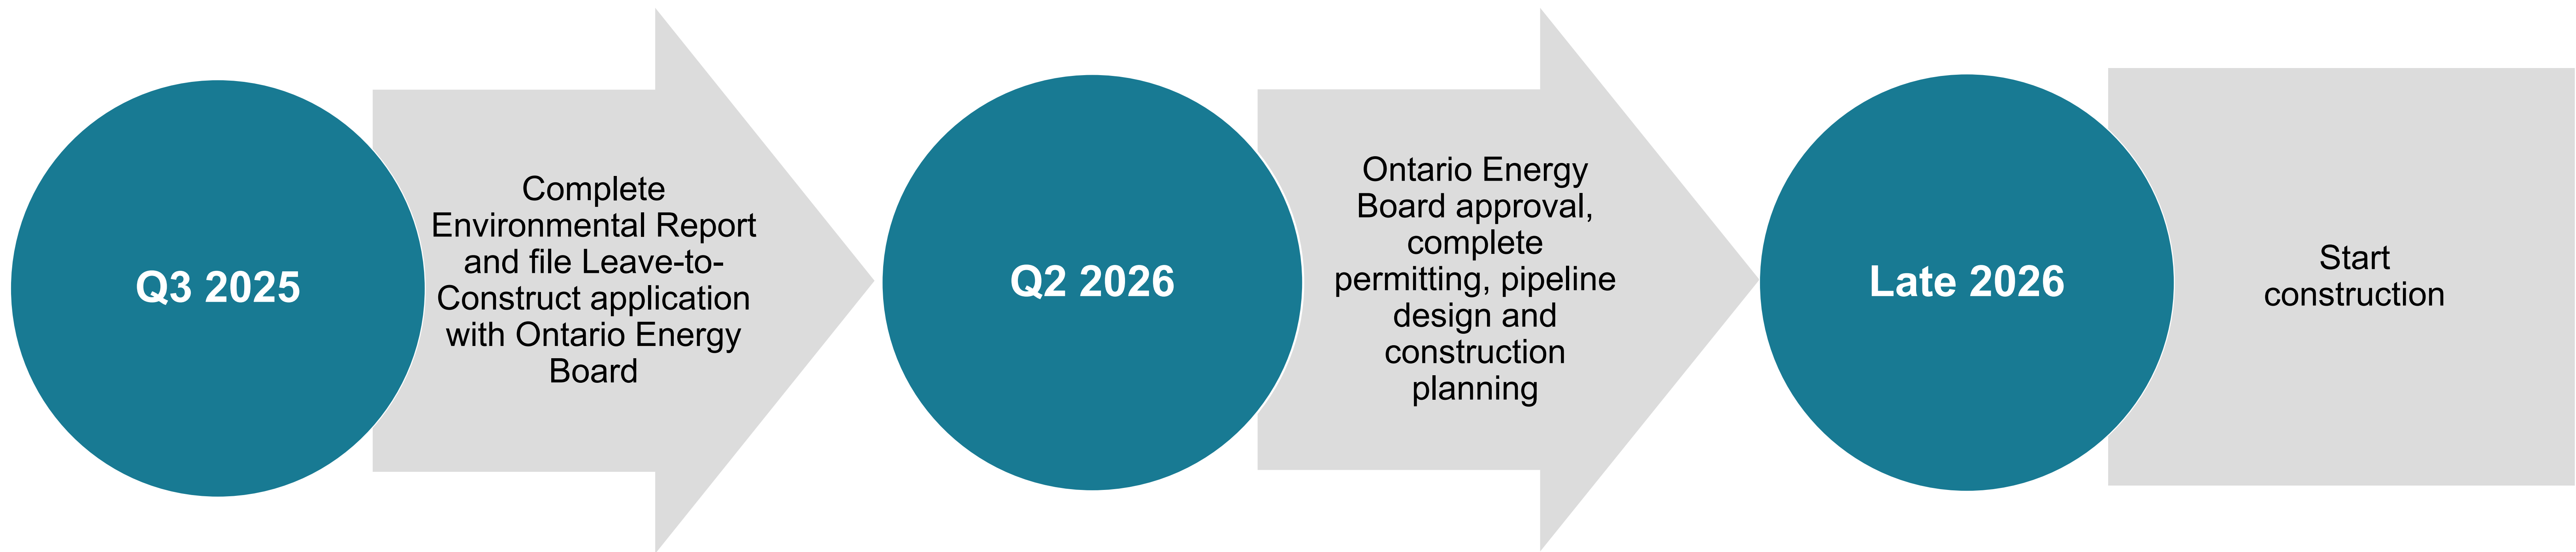 Q3 2025
Complete
Environmental Report
and file Leave-to-
Construct application
with Ontario Energy
Board
Q2 2026
Ontario Energy
Board approval,
complete
permitting, pipeline
design and
construction
planning
Late 2026
Start
construction